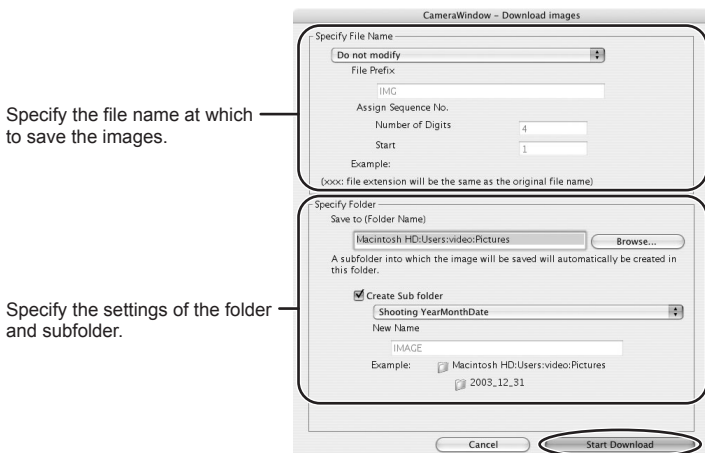 CameraWindow – Download images
Specify File Name
Do not modify
File Prefix
IMG
Assign Sequence No.
Number of Digits 4
Start 1
Example:
(xxx: file extension will be the same as the original file name)
Specify the file name at which
to save the images.
Specify Folder
Save to (Folder Name)
Macintosh HD:Users:video:Pictures Browse...
A subfolder into which the image will be saved will automatically be created in
this folder.
Create Sub folder
Shooting YearMonthDate
New Name
IMAGE
Example: Macintosh HD:Users:video:Pictures
2003_12_31
Specify the settings of the folder
and subfolder.
Cancel Start Download